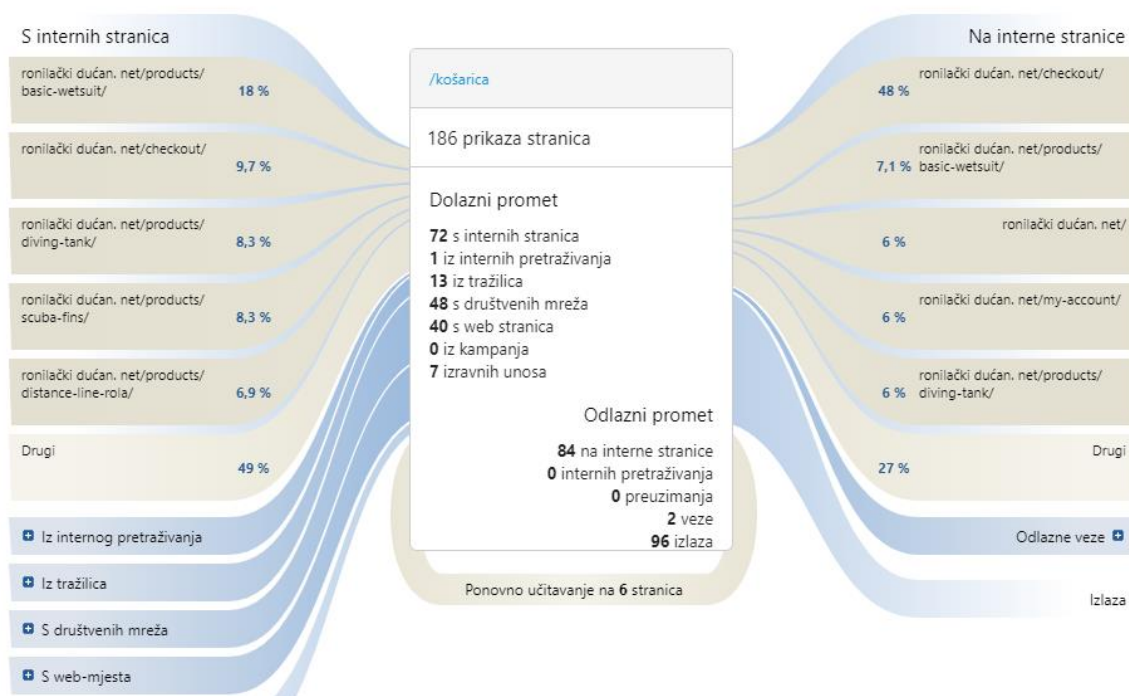 S internih stranica
ronilački dućan. net/products/
basic-wetsuit/
18 %
ronilački dućan. net/checkout/
9,7 %
ronilački dućan. net/products/
diving-tank/
8,3 %
ronilački dućan. net/products/
scuba-fins/
8,3 %
ronilački dućan. net/products/
distance-line-rola/
6,9 %
Drugi
49 %
Iz internog pretraživanja
Iz tražilica
S društvenih mreža
S web-mjesta
/košarica
186 prikaza stranica
Dolazni promet
72 s internih stranica
1 iz internih pretraživanja
13 iz tražilica
48 s društvenih mreža
40 s web stranica
0 iz kampanja
7 izravnih unosa
Odlazni promet
84 na interne stranice
0 internih pretraživanja
0 preuzimanja
2 veze
96 izlaza
Ponovno učitavanje na 6 stranica
Na interne stranice
ronilački dućan. net/checkout/
48 %
ronilački dućan. net/products/
7,1 % basic-wetsuit/
ronilački dućan. net/
6 %
ronilački dućan. net/my-account/
6 %
ronilački dućan. net/products/
6 % diving-tank/
Drugi
27 %
Odlazne veze
Izlaza